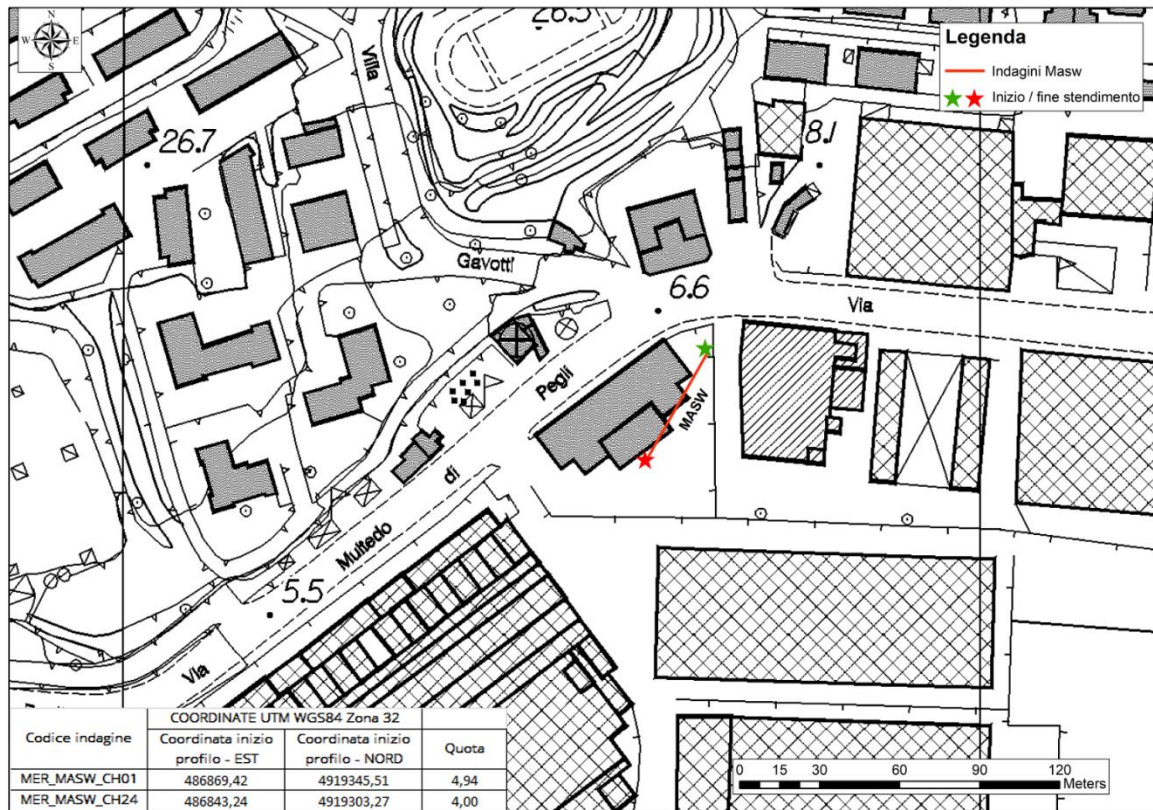 N
W E
S
26.5
Villa
26.7
Gavotti
8.1
6.6
Via
Legenda
Indagini Masw
Inizio / fine stendimento
Pegli
MASW
di
Multedo
5.5
Via
COORDINATE UTM WGS84 Zona 32
Codice indagine
Coordinata inizio profilo - EST
Coordinata inizio profilo - NORD
Quota
MER_MASW_CH01 486869,42 4919345,51 4,94
MER_MASW_CH24 486843,24 4919303,27 4,00
0 15 30 60 90 120
Meters